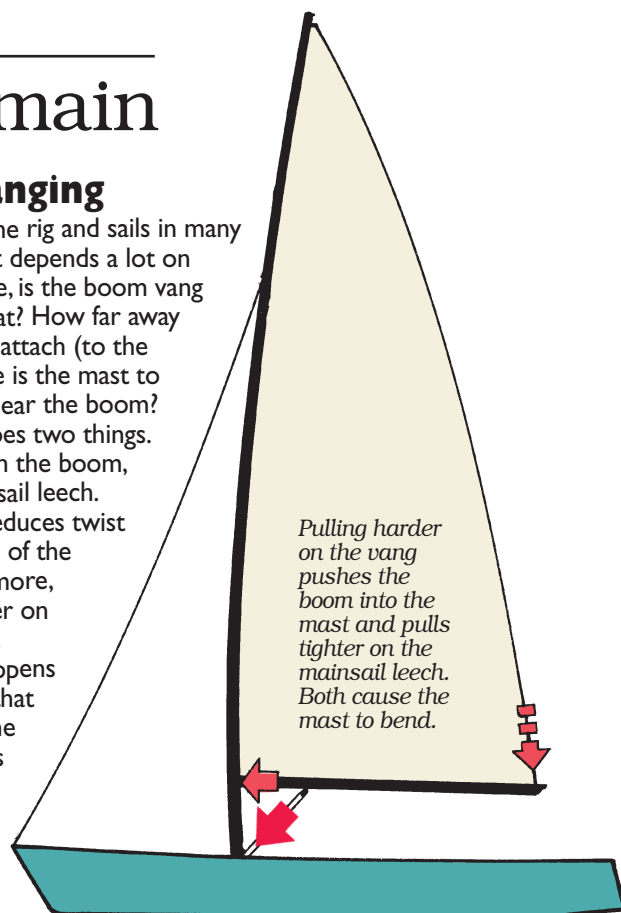 main
anging
ne rig and sails in many
t depends a lot on
e, is the boom vang
at? How far away
attach (to the
e is the mast to
ear the boom?
oes two things.
n the boom,
sail leech.
educes twist
of the
more,
er on
ppens
that
ne
s
Pulling harder
on the vang
pushes the
boom into the
mast and pulls
tighter on the
mainsail leech.
Both cause the
mast to bend.